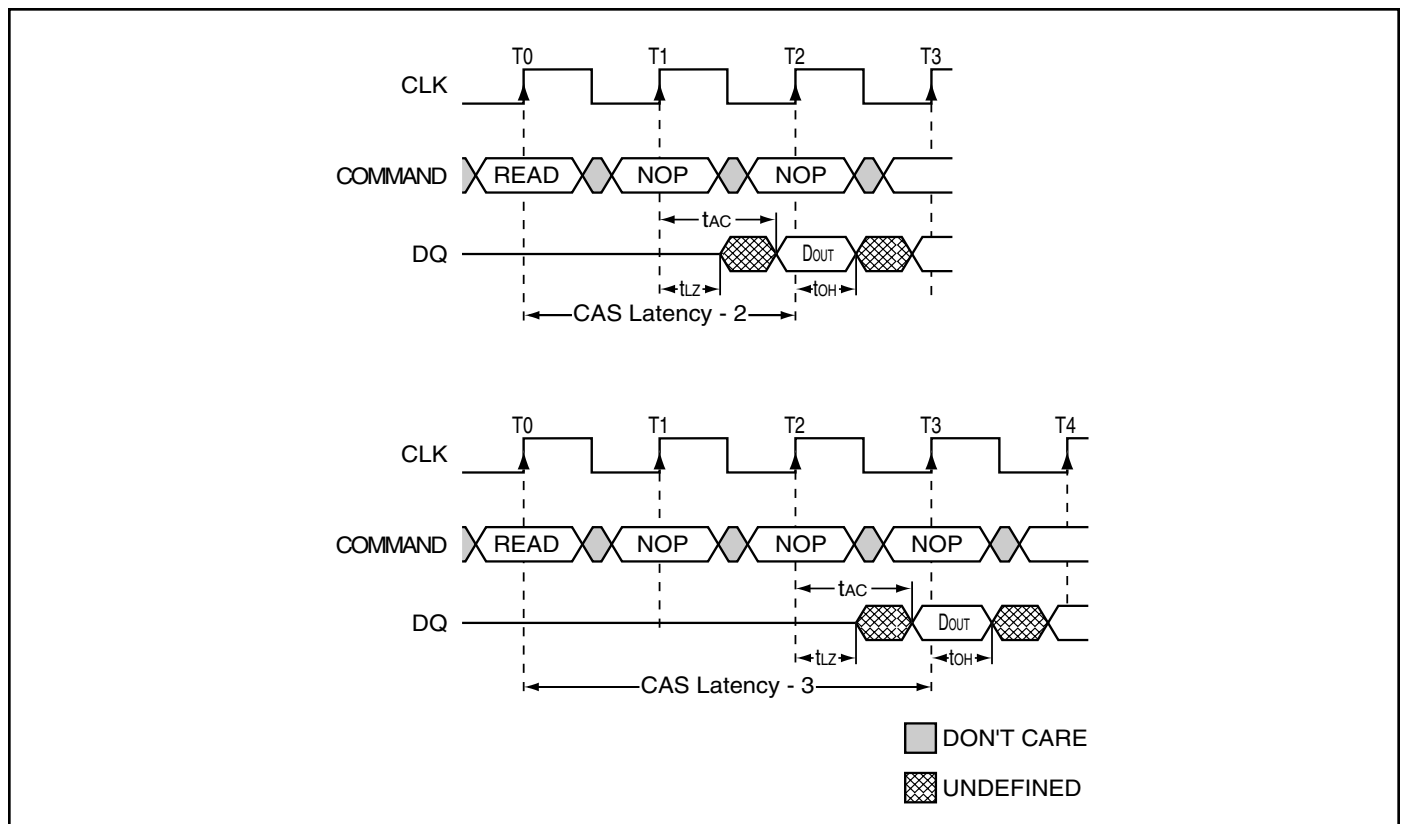 T0 T1 T2 T3
CLK
COMMAND READ NOP NOP
tAC
DQ DOUT
tLZ tOH
CAS Latency - 2
T0 T1 T2 T3 T4
CLK
COMMAND READ NOP NOP NOP
tAC
DQ DOUT
tLZ tOH
CAS Latency - 3
DON'T CARE
UNDEFINED